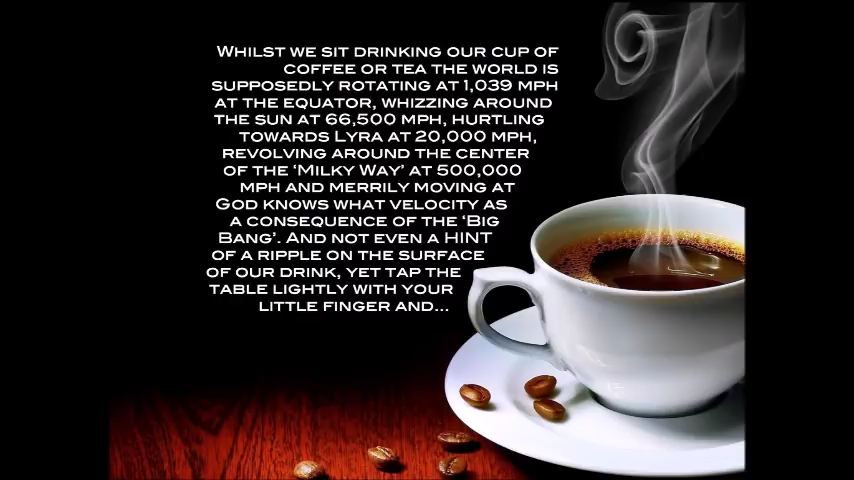 Whilst we sit drinking our cup of
coffee or tea the world is
supposedly rotating at 1,039 mph
at the equator, whizzing around
the sun at 66,500 mph, hurtling
towards Lyra at 20,000 mph,
revolving around the center
of the ‘Milky Way’ at 500,000
mph and merrily moving at
God knows what velocity as
a consequence of the ‘Big
Bang’. And not even a HINT
of a ripple on the surface
of our drink, yet tap the
table lightly with your
little finger and...